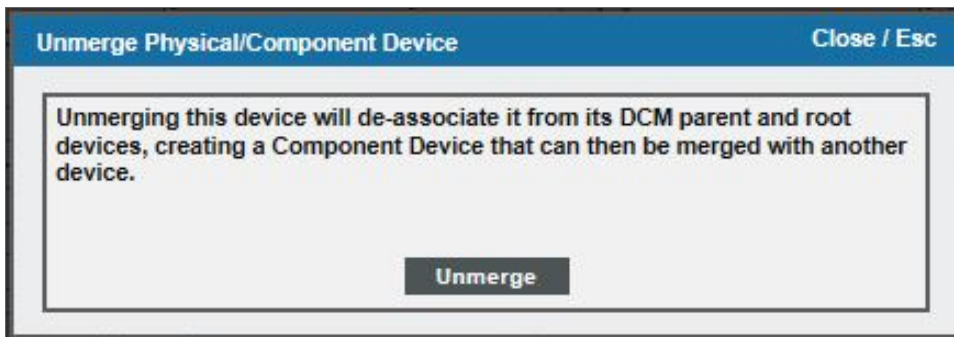 Unmerge Physical/Component Device
Close / Esc
Unmerging this device will de-associate it from its DCM parent and root
devices, creating a Component Device that can then be merged with another
device.
Unmerge